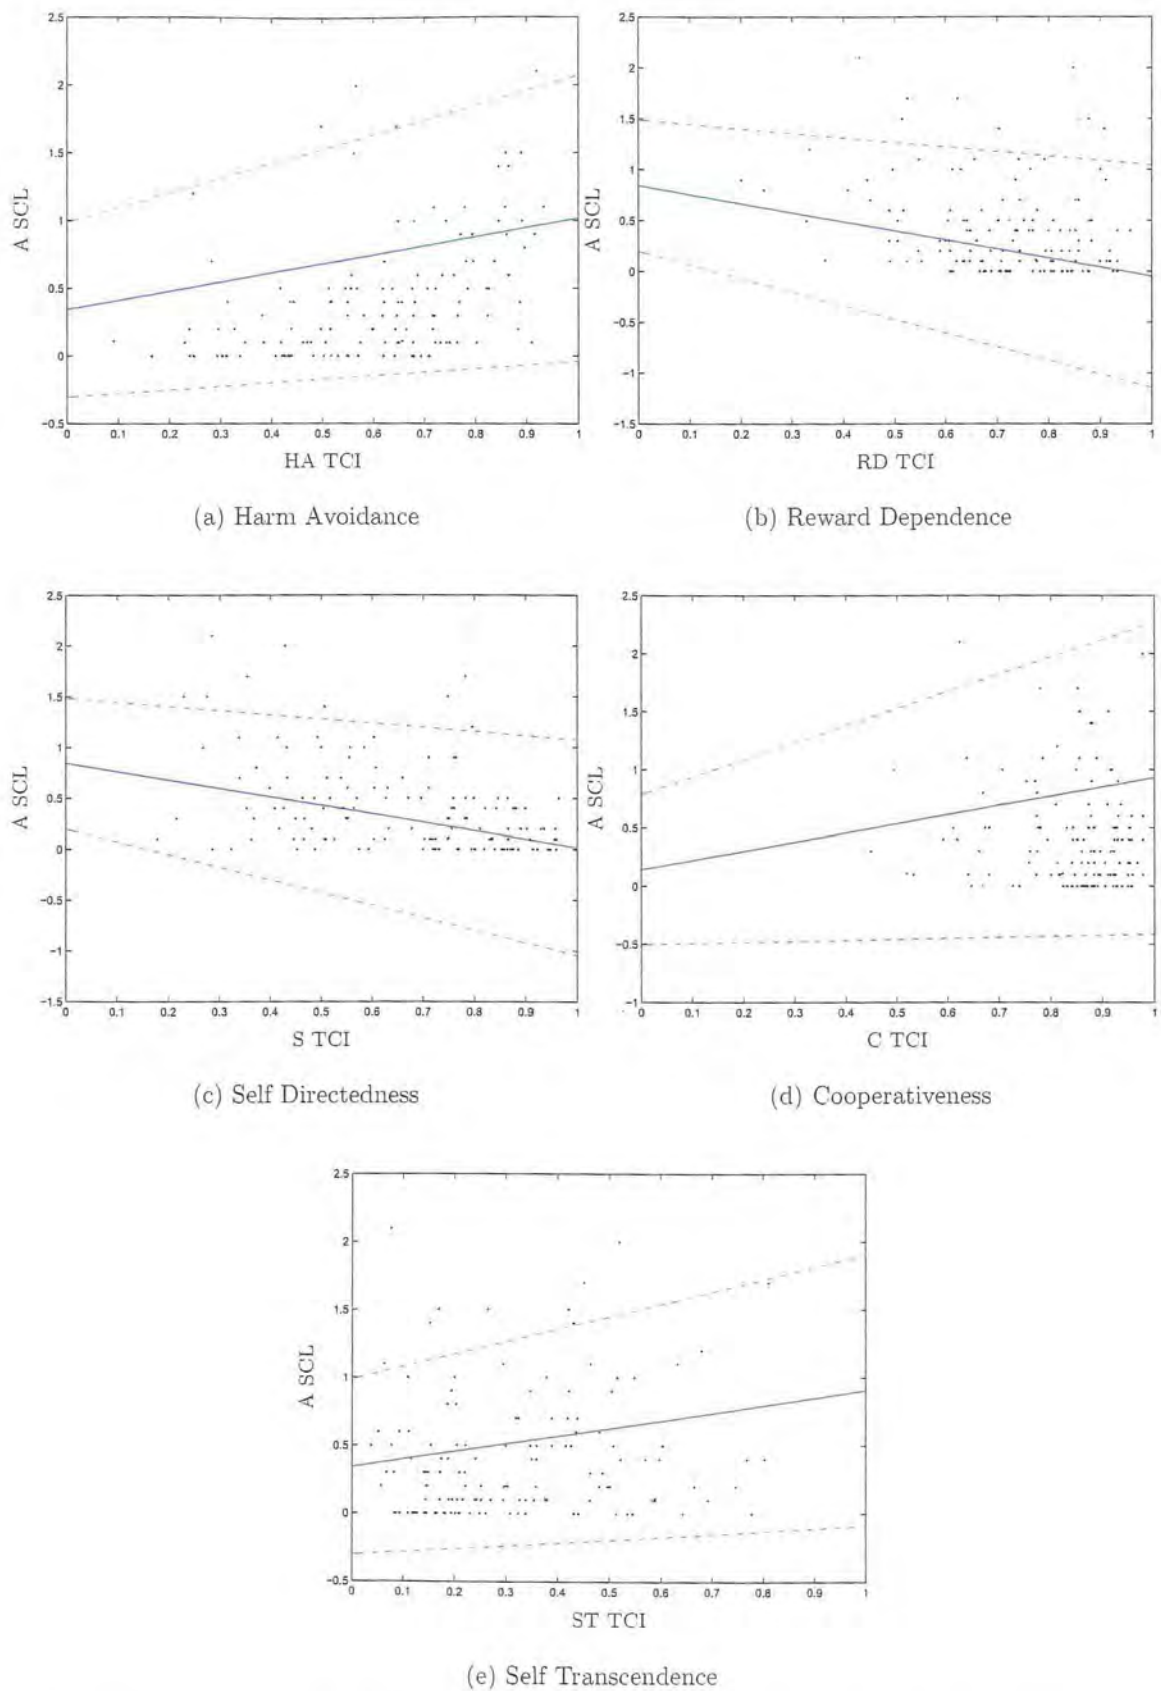 2.5
2
1.5
1
0.5
0
−0.5
0 0.1 0.2 0.3 0.4 0.5 0.6 0.7 0.8 0.9 1
A SCL
HA TCI
(a) Harm Avoidance
2.5
2
1.5
1
0.5
0
−0.5
−1
−1.5
0 0.1 0.2 0.3 0.4 0.5 0.6 0.7 0.8 0.9 1
A SCL
RD TCI
(b) Reward Dependence
2.5
2
1.5
1
0.5
0
−0.5
−1
−1.5
0 0.1 0.2 0.3 0.4 0.5 0.6 0.7 0.8 0.9 1
A SCL
S TCI
(c) Self Directedness
2.5
2
1.5
1
0.5
0
−0.5
−1
0 0.1 0.2 0.3 0.4 0.5 0.6 0.7 0.8 0.9 1
A SCL
C TCI
(d) Cooperativeness
2.5
2
1.5
1
0.5
0
−0.5
0 0.1 0.2 0.3 0.4 0.5 0.6 0.7 0.8 0.9 1
A SCL
ST TCI
(e) Self Transcendence